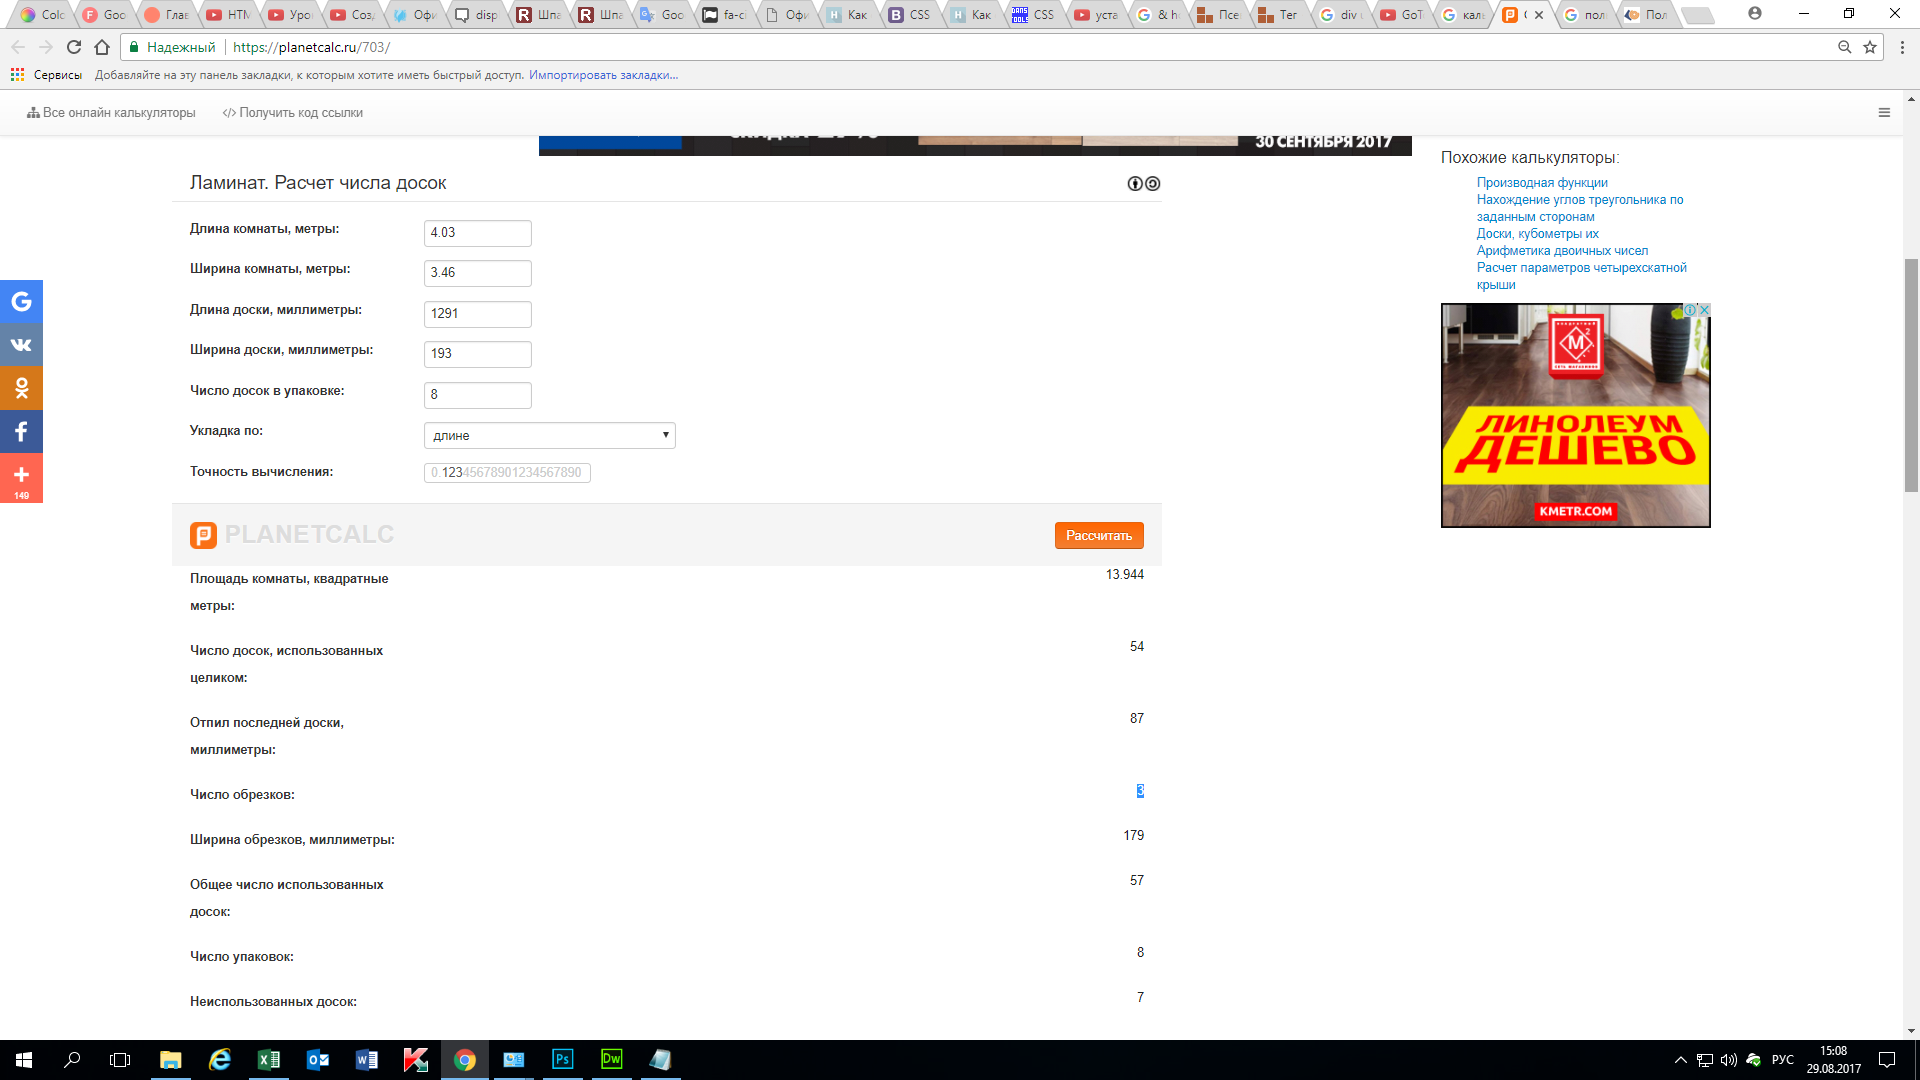 Colc
Goo
Глав
HTM
Уро
Созд
Офи
disp
Шпа
Шпа
Goo
fa-cl
Офи
Как
CSS
Как
CSS
уста
& h
Псе
Тег
div u
GoT
каль
С
пол
Пол
Надежный https://planetcalc.ru/703/
Сервисы Добавляйте на эту панель закладки, к которым хотите иметь быстрый доступ. Импортировать закладки...
Все онлайн калькуляторы Получить код ссылки
30 СЕНТЯБРЯ 2017
Ламинат. Расчет числа досок
Длина комнаты, метры: 4.03
Ширина комнаты, метры: 3.46
Длина доски, миллиметры: 1291
Ширина доски, миллиметры: 193
Число досок в упаковке: 8
Укладка по: длине
Точность вычисления: 0.12345678901234567890
PLANETCALC
Рассчитать
Площадь комнаты, квадратные метры: 13.944
Число досок, использованных целиком: 54
Отпил последней доски, миллиметры: 87
Число обрезков: 3
Ширина обрезков, миллиметры: 179
Общее число использованных досок: 57
Число упаковок: 8
Неиспользованных досок: 7
149
Похожие калькуляторы:
Производная функции
Нахождение углов треугольника по
заданным сторонам
Доски, кубометры их
Арифметика двоичных чисел
Расчет параметров четырехскатной
крыши
М2
ЛИНОЛЕУМ
ДЕШЕВО
KMETR.COM
Ps
Dw
РУС
15:08
29.08.2017